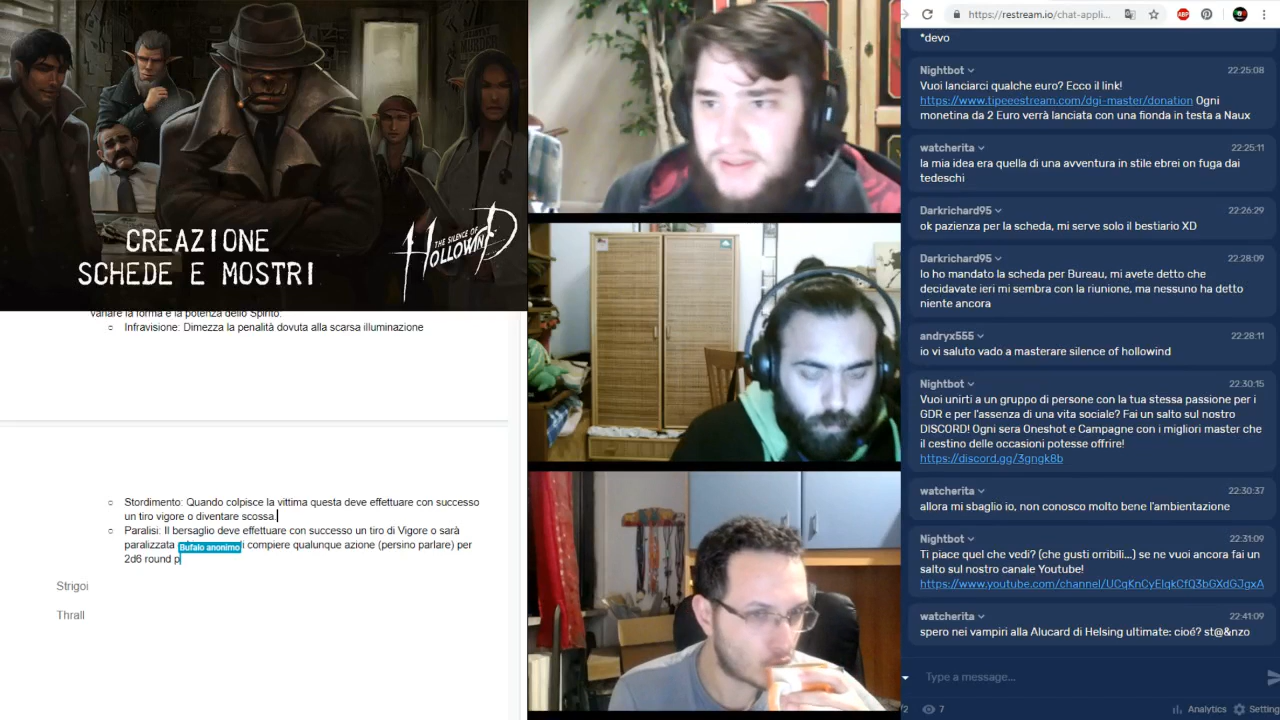 CREAZIONE
SCHEDE E MOSTRI
THE SILENCE OF
HOLLOWIND
variare la forma e la potenza dello Spirito:
○ Infravisione: Dimezza la penalità dovuta alla scarsa illuminazione
○ Stordimento: Quando colpisce la vittima questa deve effettuare con successo
un tiro vigore o diventare scossa.
○ Paralisi: Il bersaglio deve effettuare con successo un tiro di Vigore o sarà
paralizzata i compiere qualunque azione (persino parlare) per
Bufalo anonimo
2d6 round p
Strigoi
Thrall
https://restream.io/chat-appli...
ABP
*devo
Nightbot 22:25:08
Vuoi lanciarci qualche euro? Ecco il link!
https://www.tipeeestream.com/dgi-master/donation Ogni
monetina da 2 Euro verrà lanciata con una fionda in testa a Naux
watcherita 22:25:11
la mia idea era quella di una avventura in stile ebrei on fuga dai
tedeschi
Darkrichard95 22:26:29
ok pazienza per la scheda, mi serve solo il bestiario XD
Darkrichard95 22:28:09
Io ho mandato la scheda per Bureau, mi avete detto che
decidavate ieri mi sembra con la riunione, ma nessuno ha detto
niente ancora
andryx555 22:28:11
io vi saluto vado a masterare silence of hollowind
Nightbot 22:30:15
Vuoi unirti a un gruppo di persone con la tua stessa passione per i
GDR e per l'assenza di una vita sociale? Fai un salto sul nostro
DISCORD! Ogni sera Oneshot e Campagne con i migliori master che
il cestino delle occasioni potesse offrire!
https://discord.gg/3gngk8b
watcherita 22:30:37
allora mi sbaglio io, non conosco molto bene l'ambientazione
Nightbot 22:31:09
Ti piace quel che vedi? (che gusti orribili...) se ne vuoi ancora fai un
salto sul nostro canale Youtube!
https://www.youtube.com/channel/UCqKnCyElqkCfQ3bGXdGJgxA
watcherita 22:41:09
spero nei vampiri alla Alucard di Helsing ultimate: cioé? st@&nzo
Type a message...
/2 7 Analytics Setting